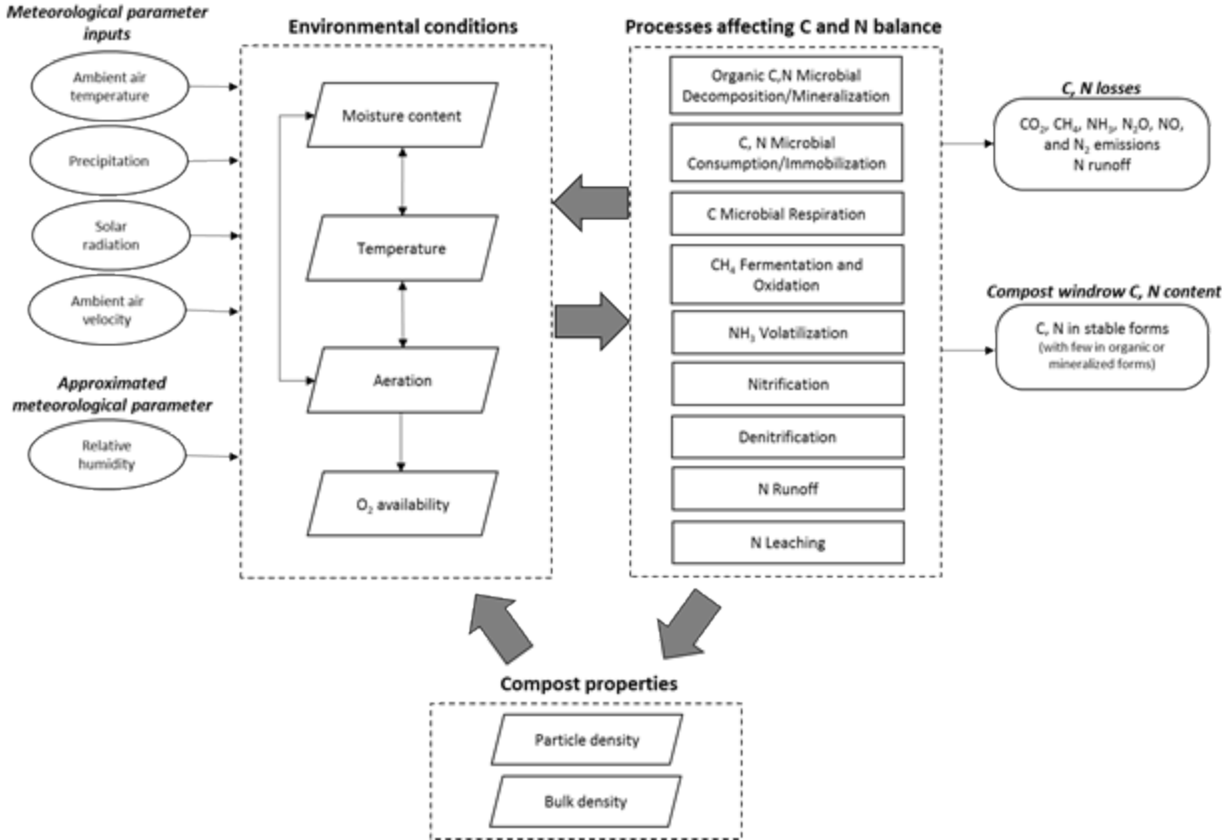 Meteorological parameter
inputs
Ambient air
temperature
Precipitation
Solar
radiation
Ambient air
velocity
Approximated
meteorological parameter
Relative
humidity
Environmental conditions
Moisture content
Temperature
Aeration
O₂ availability
Processes affecting C and N balance
Organic C,N Microbial
Decomposition/Mineralization
C, N Microbial
Consumption/Immobilization
C Microbial Respiration
CH₄ Fermentation and
Oxidation
NH₃ Volatilization
Nitrification
Denitrification
N Runoff
N Leaching
C, N losses
CO₂, CH₄, NH₃, N₂O, NO,
and N₂ emissions
N runoff
Compost windrow C, N content
C, N in stable forms
(with few in organic or
mineralized forms)
Compost properties
Particle density
Bulk density